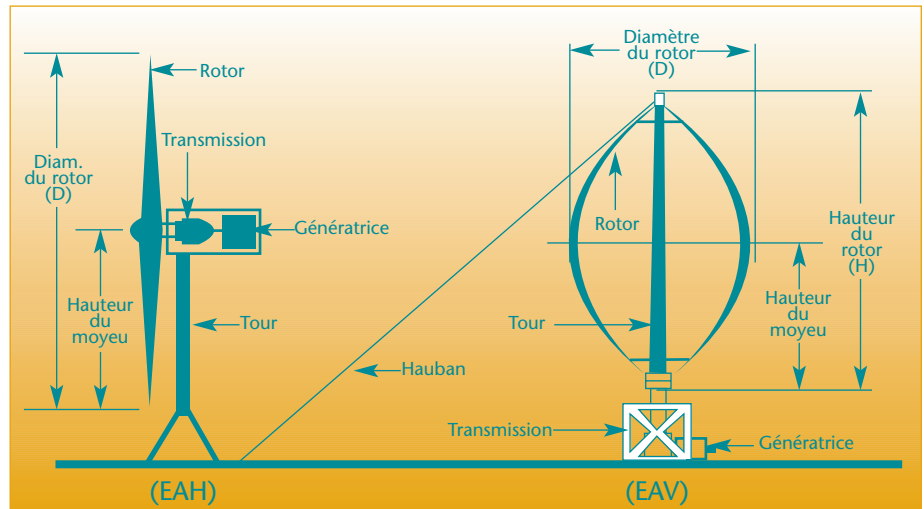 Diam.
du rotor
(D)
Rotor
Transmission
Génératrice
Hauteur
du
moyeu
Tour
Hauban
(EAH)
Diamètre
du rotor
(D)
Rotor
Hauteur
du
rotor
(H)
Hauteur
du
moyeu
Tour
Transmission
Génératrice
(EAV)